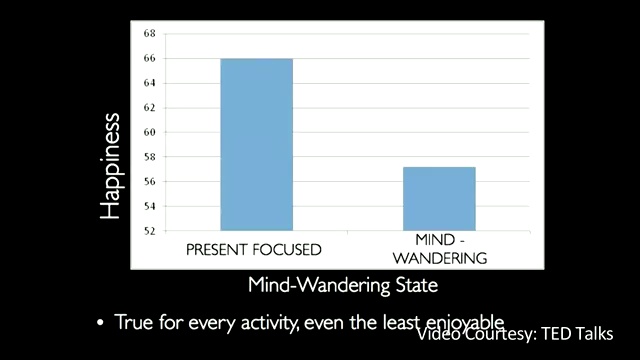 68
66
64
62
60
58
56
54
52
Happiness
PRESENT FOCUSED
MIND -
WANDERING
Mind-Wandering State
• True for every activity, even the least enjoyable
Video Courtesy: TED Talks